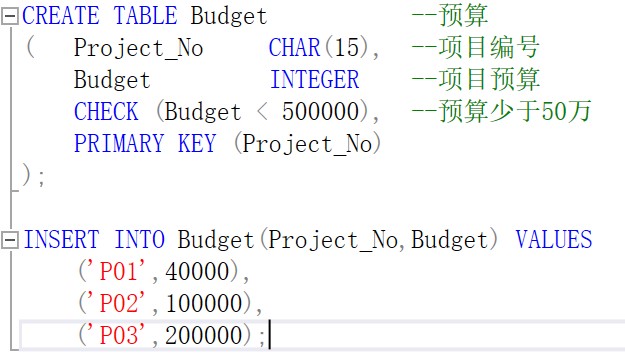 CREATE TABLE Budget --预算
( Project_No CHAR(15), --项目编号
Budget INTEGER --项目预算
CHECK (Budget < 500000), --预算少于50万
PRIMARY KEY (Project_No)
);
INSERT INTO Budget(Project_No,Budget) VALUES
('P01',40000),
('P02',100000),
('P03',200000);